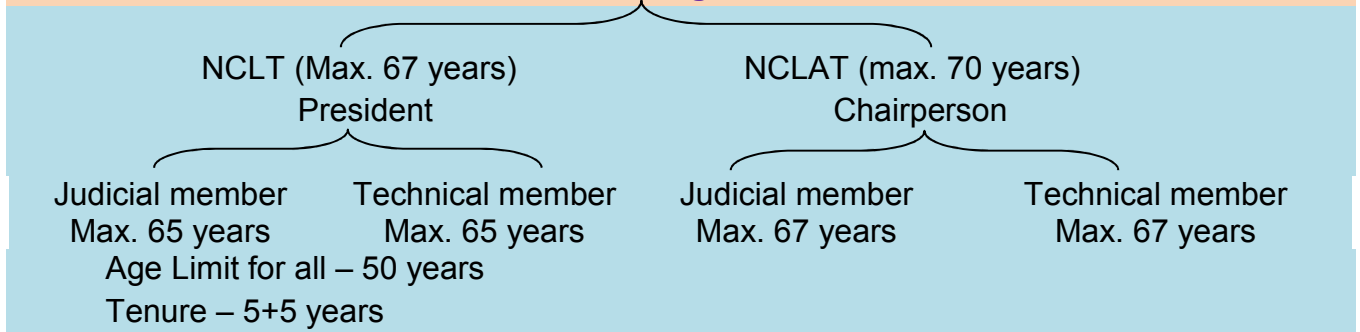 NCLT (Max. 67 years) NCLAT (max. 70 years)
President Chairperson
Judicial member Technical member Judicial member Technical member
Max. 65 years Max. 65 years Max. 67 years Max. 67 years
Age Limit for all – 50 years
Tenure – 5+5 years